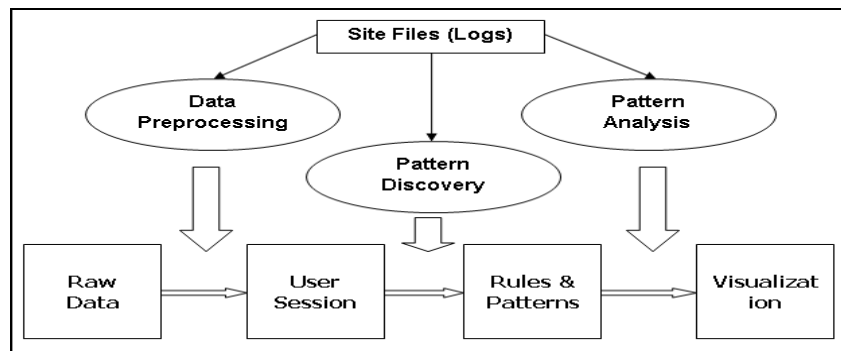 Site Files (Logs)
Data
Preprocessing
Pattern
Analysis
Pattern
Discovery
Raw
Data
User
Session
Rules &
Patterns
Visualizat
ion